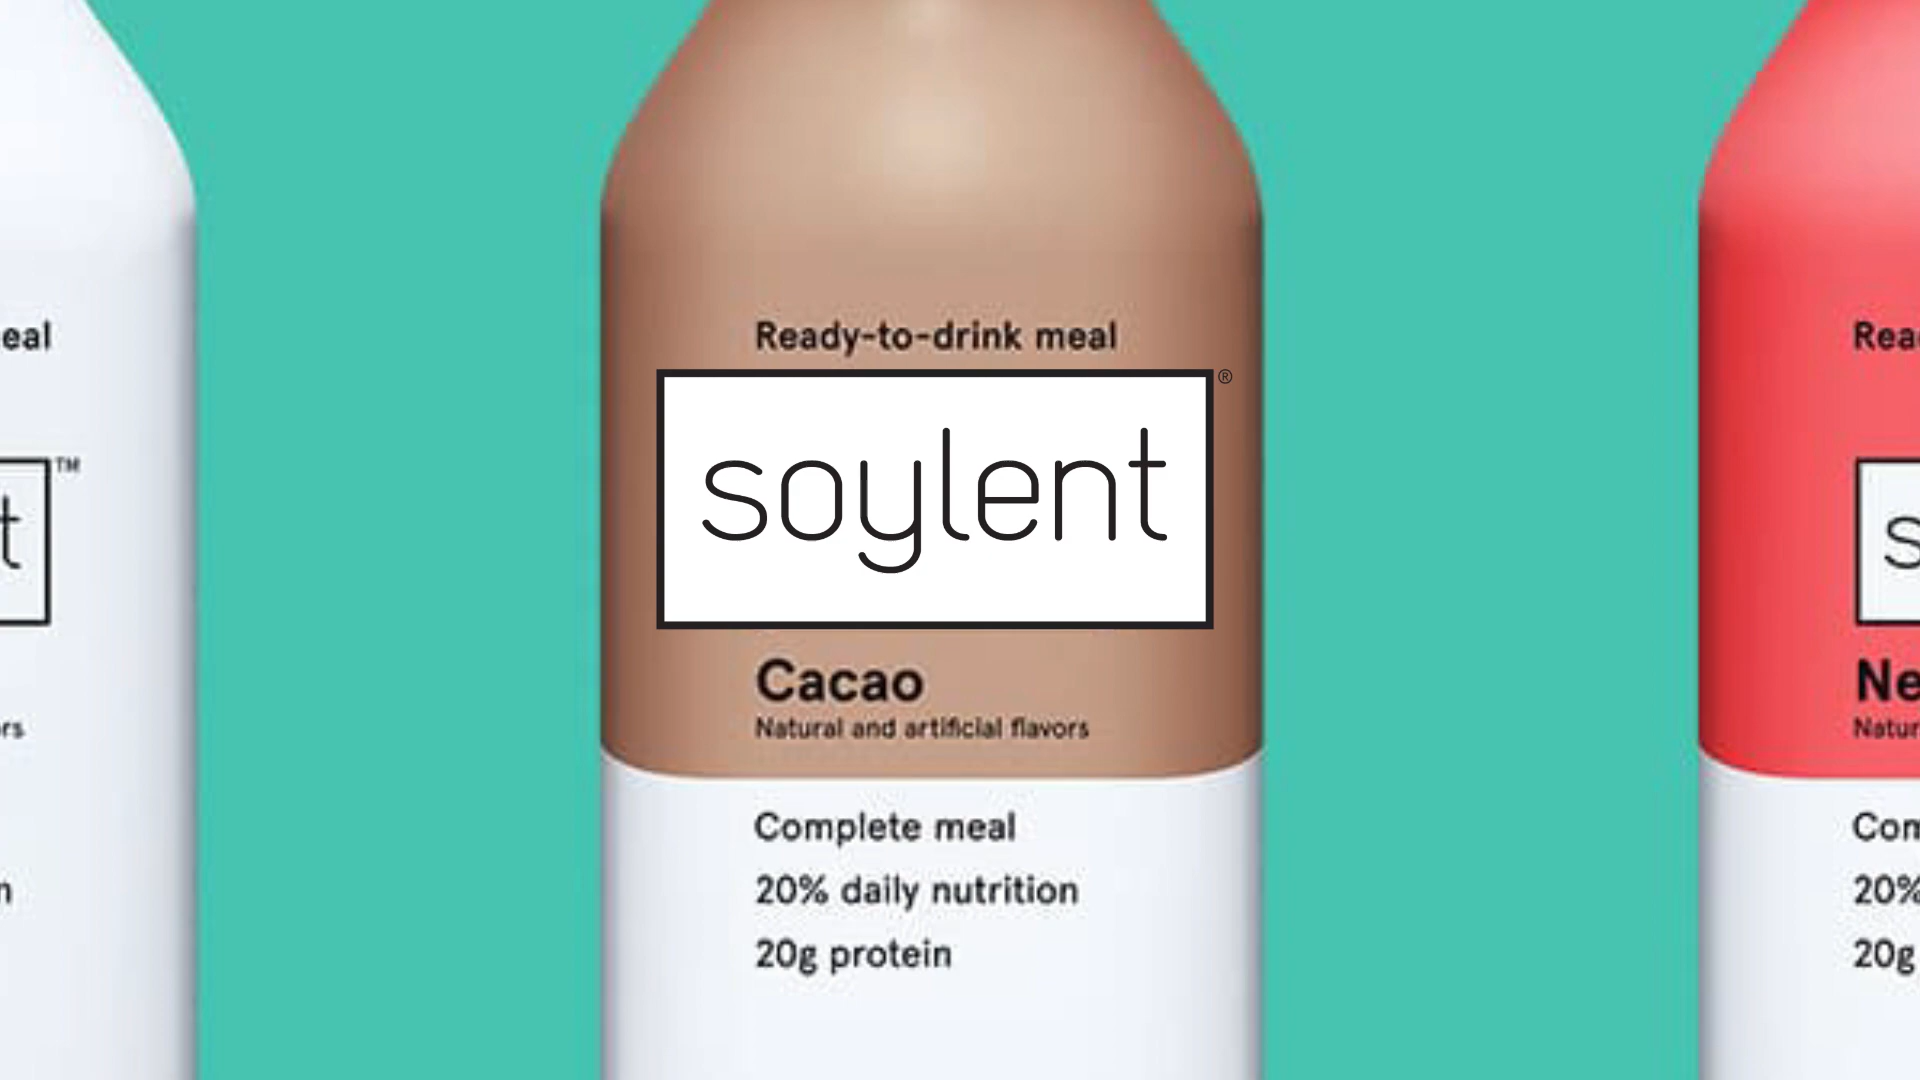 eal
TM
t
rs
n
Ready-to-drink meal
soylent
®
Cacao
Natural and artificial flavors
Complete meal
20% daily nutrition
20g protein
Rea
s
Ne
Natur
Com
20%
20g